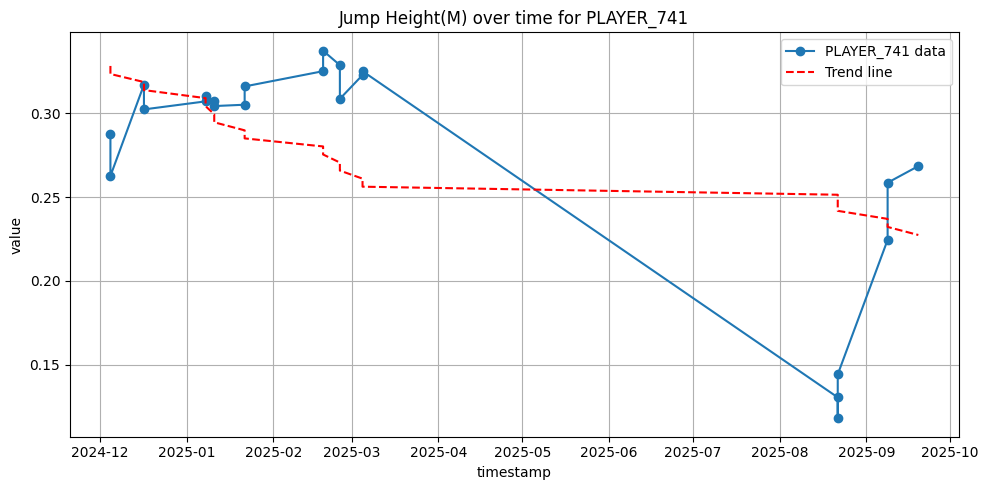 Jump Height(M) over time for PLAYER_741
PLAYER_741 data
Trend line
value
0.30
0.25
0.20
0.15
2024-12 2025-01 2025-02 2025-03 2025-04 2025-05 2025-06 2025-07 2025-08 2025-09 2025-10
timestamp